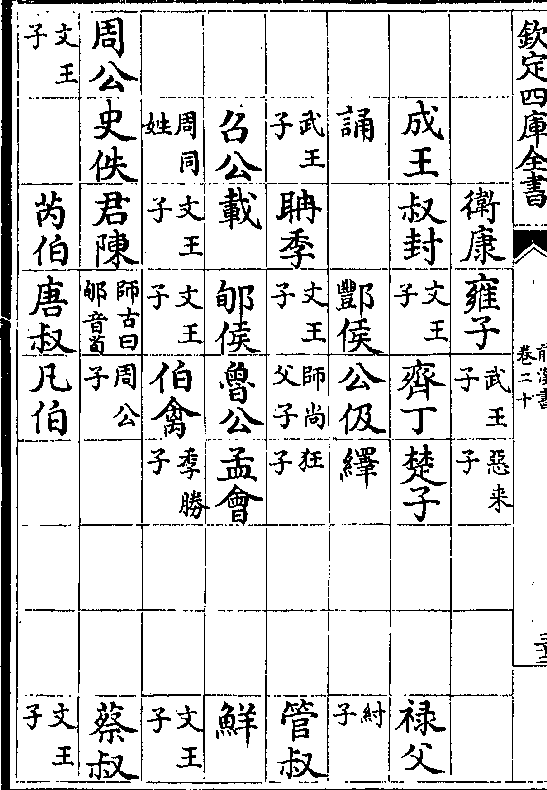 欽定四庫全書
前漢書
卷二十
衛康 雍子 武王子 惡来子
成王 叔封 文王子 齊丁 楚子 禄父
誦 酆侯 公伋 繹 紂子
武王子 聃季 文王子 師尚父子 狂子 管叔
召公 載 郇侯 魯公 孟會 鮮
周同姓 文王子 文王子 伯禽 季勝子 文王子
周公 史佚 君陳 師古曰郇音荀 周公子 蔡叔
文王子 芮伯 唐叔 凡伯 文王子